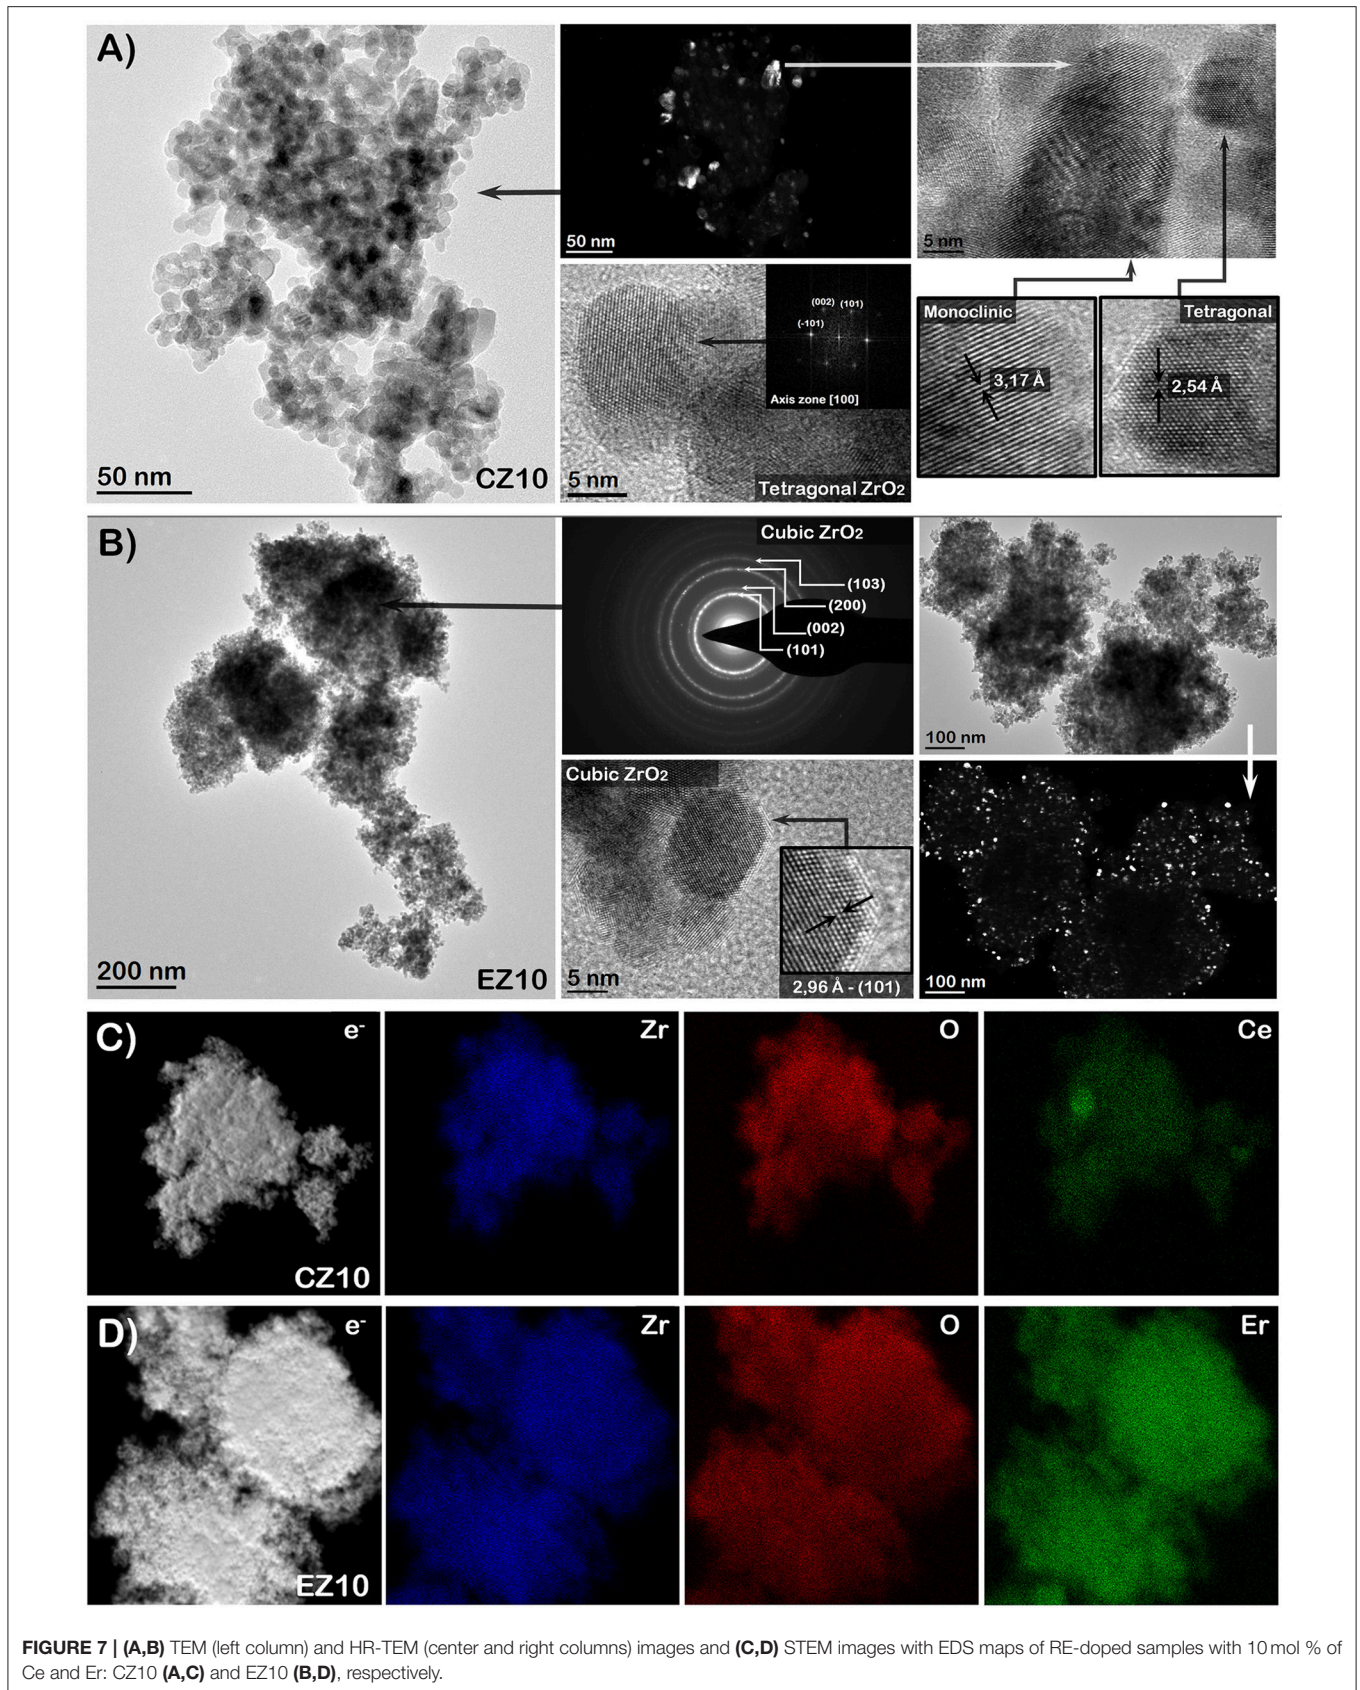 A)
50 nm
CZ10
50 nm
5 nm
(002) (101)
(-101)
Axis zone [100]
5 nm
Tetragonal ZrO2
Monoclinic
3,17 Å
Tetragonal
2,54 Å
B)
200 nm
EZ10
Cubic ZrO2
(103)
(200)
(002)
(101)
100 nm
Cubic ZrO2
5 nm
2,96 Å - (101)
100 nm
C)
e-
CZ10
Zr
O
Ce
D)
e-
EZ10
Zr
O
Er
FIGURE 7 | (A,B) TEM (left column) and HR-TEM (center and right columns) images and (C,D) STEM images with EDS maps of RE-doped samples with 10 mol % of
Ce and Er: CZ10 (A,C) and EZ10 (B,D), respectively.